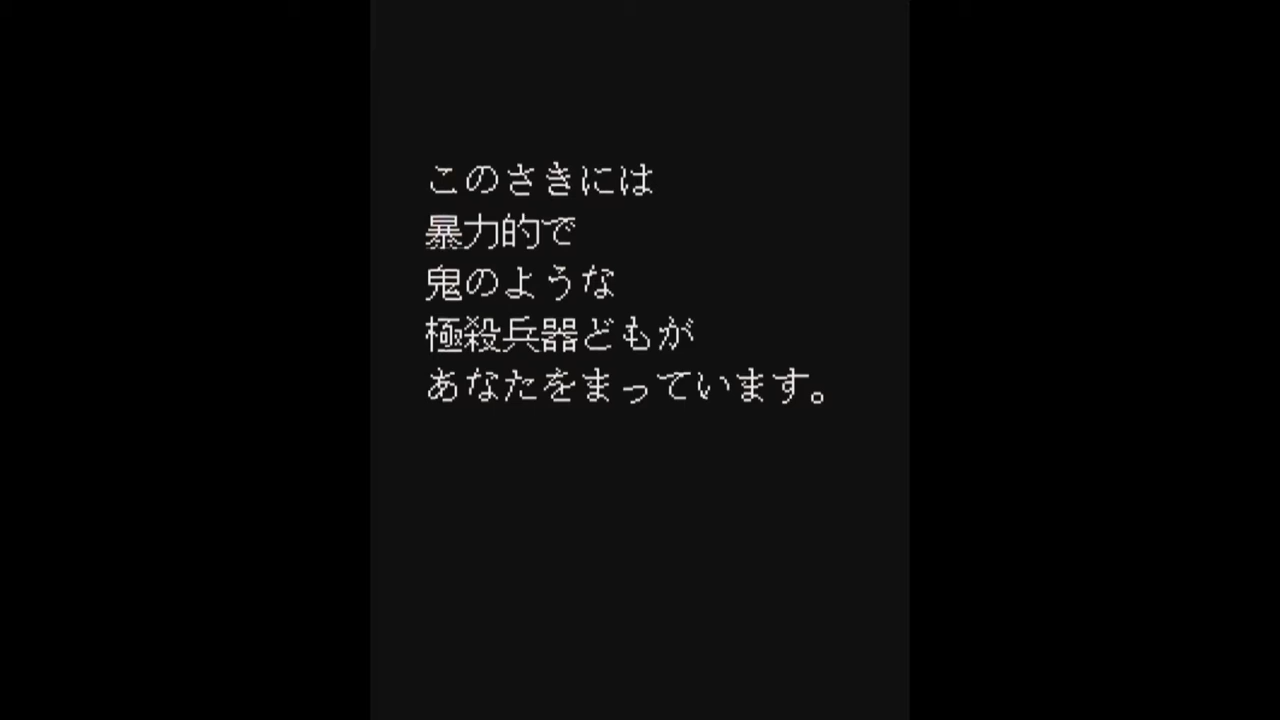 このさきには
暴力的で
鬼のような
極殺兵器どもが
あなたをまっています。